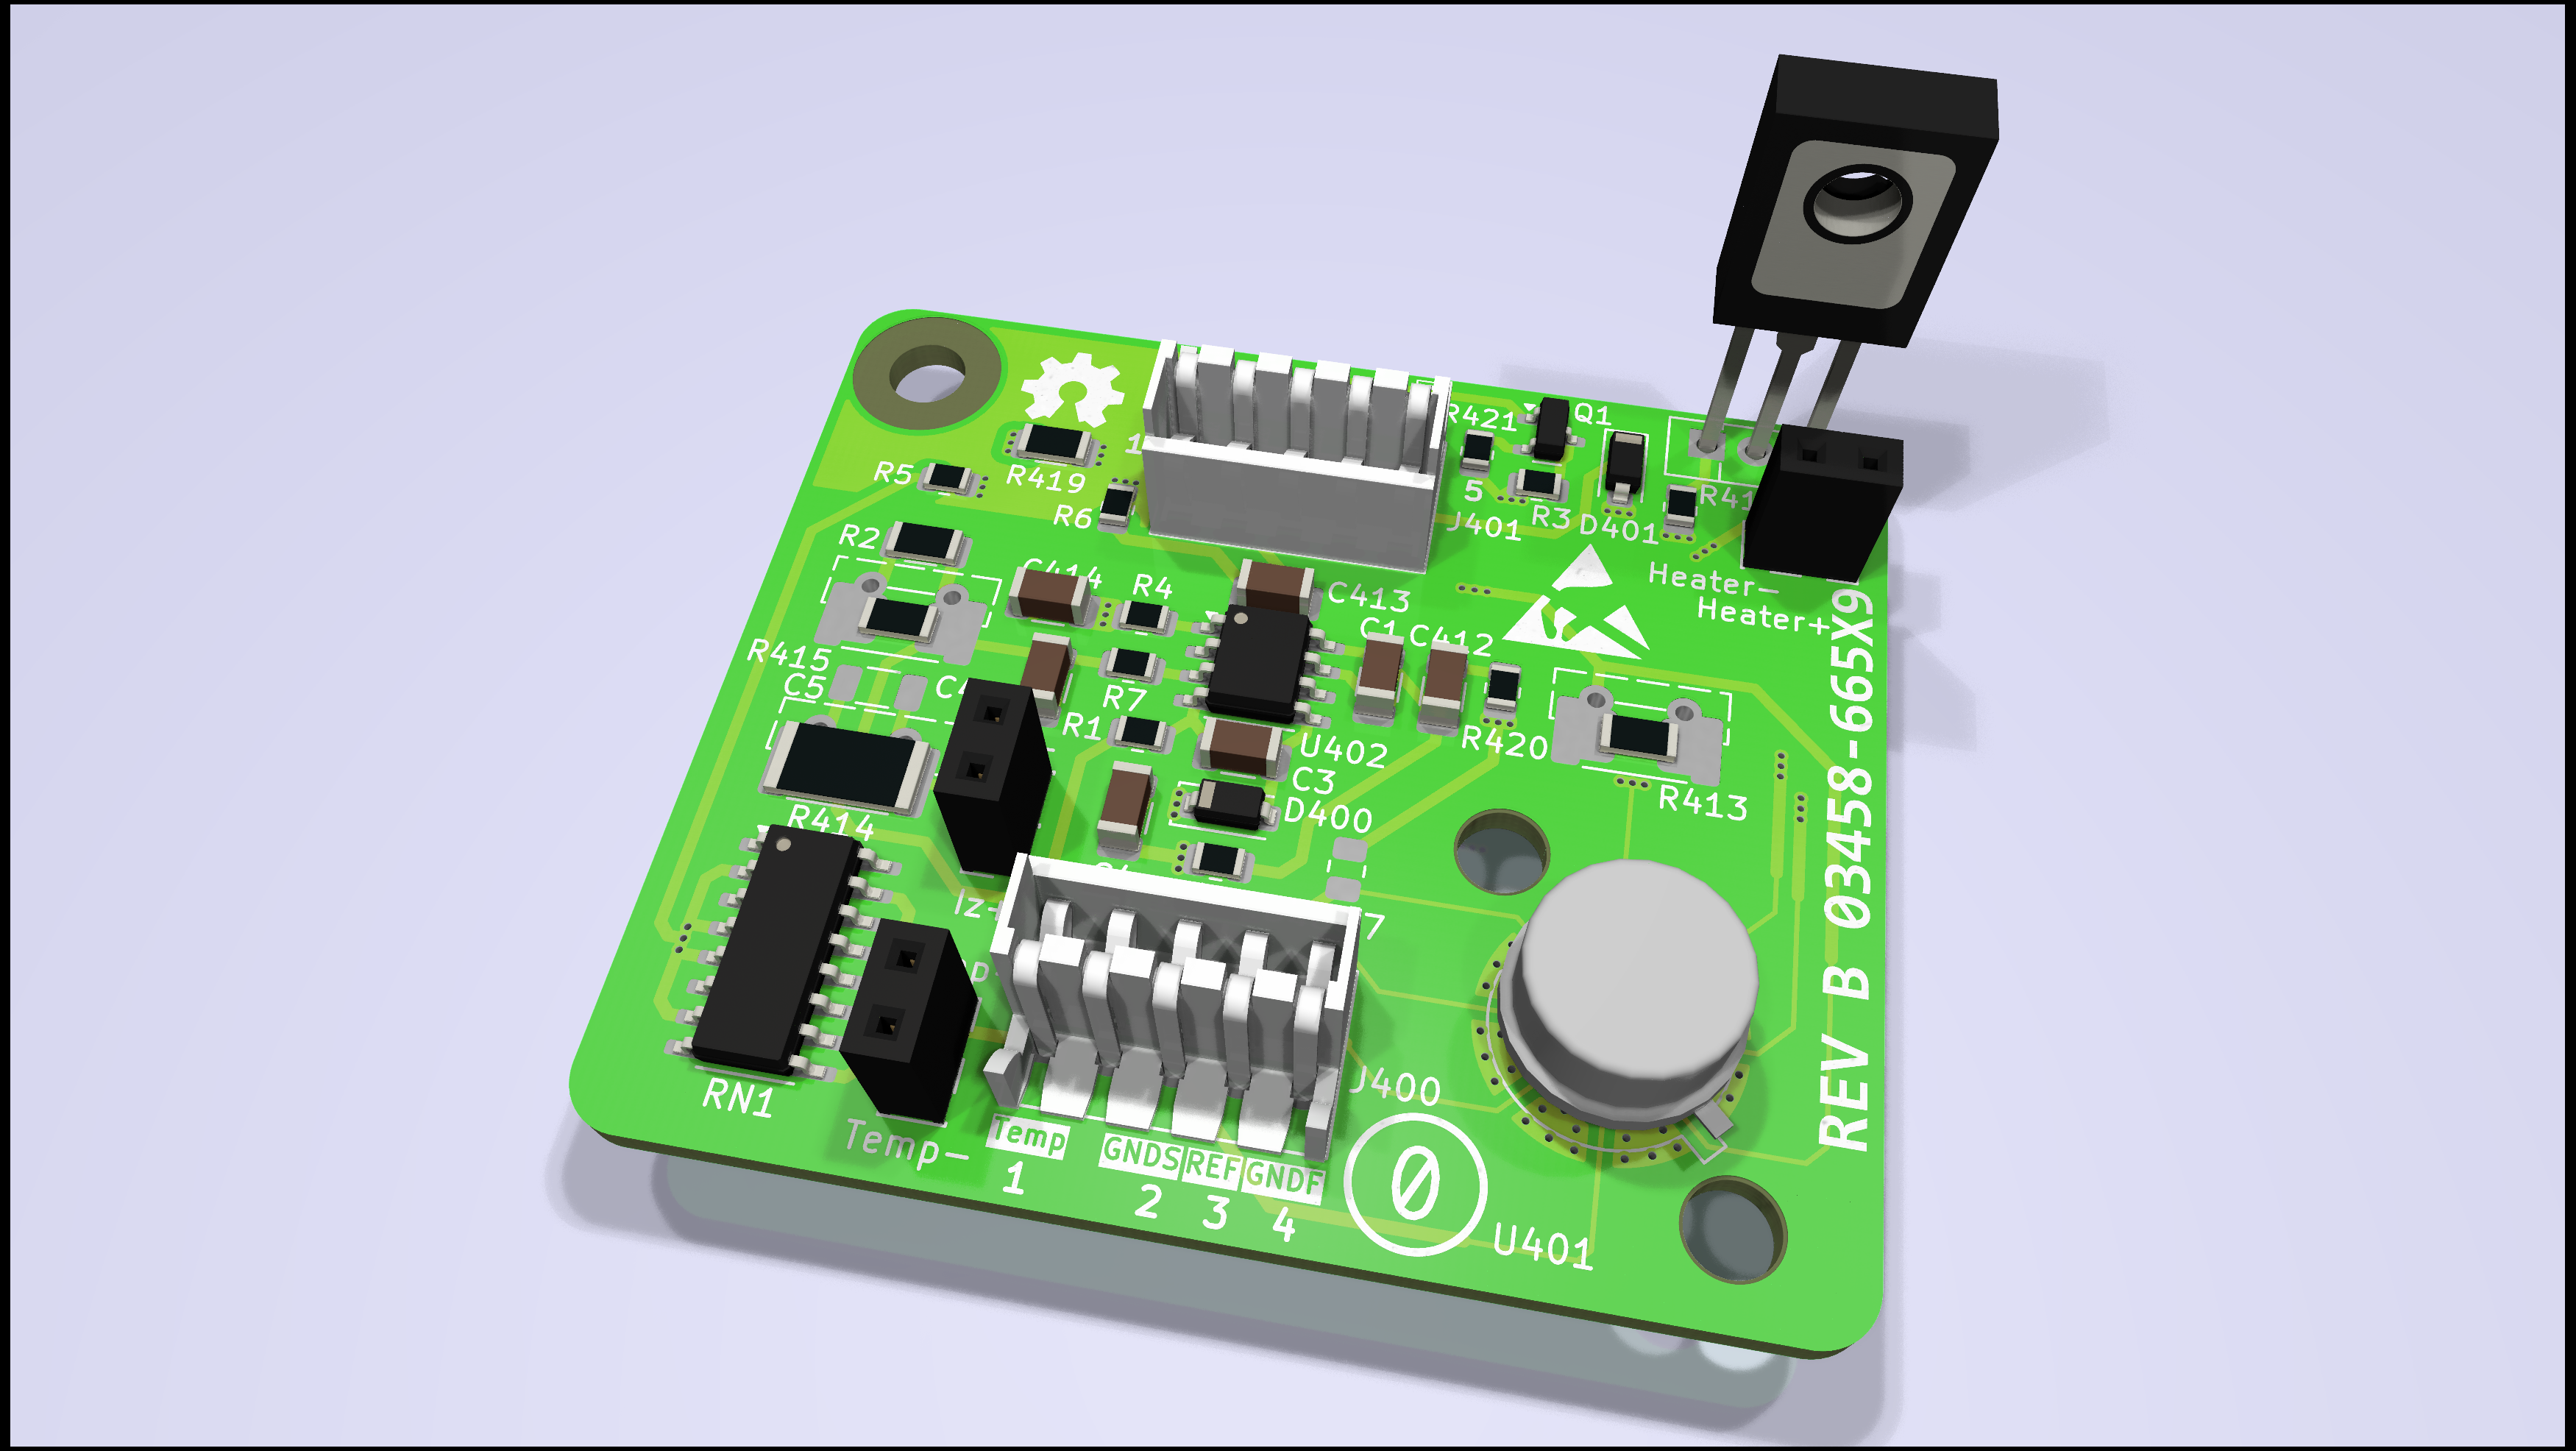 R421
Q1
1
R5
R419
R6
5
J401
R3
D401
R2
C414
R4
C413
Heater-
Heater+
C1
C412
R415
C5
R7
R1
U402
R420
C3
D400
R413
R414
REV B 03458-665X9
J400
RN1
Temp-
Temp
GNDS
REF
GNDF
1
2
3
4
0
U401